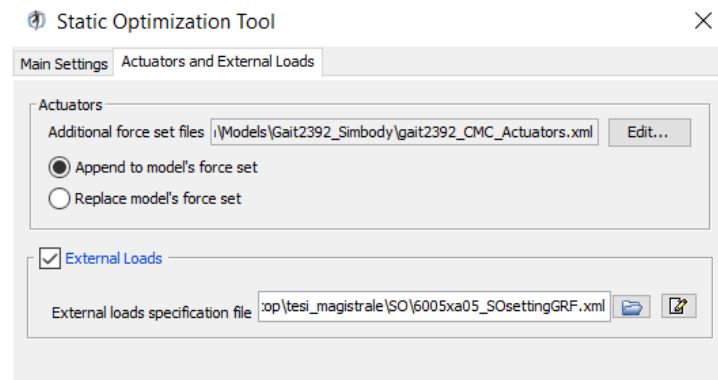 Static Optimization Tool
Main Settings Actuators and External Loads
Actuators
Additional force set files ı\Models\Gait2392_Simbody\gait2392_CMC_Actuators.xml Edit...
Append to model's force set
Replace model's force set
External Loads
External loads specification file :op\tesi_magistrale\SO\6005xa05_SOsettingGRF.xml